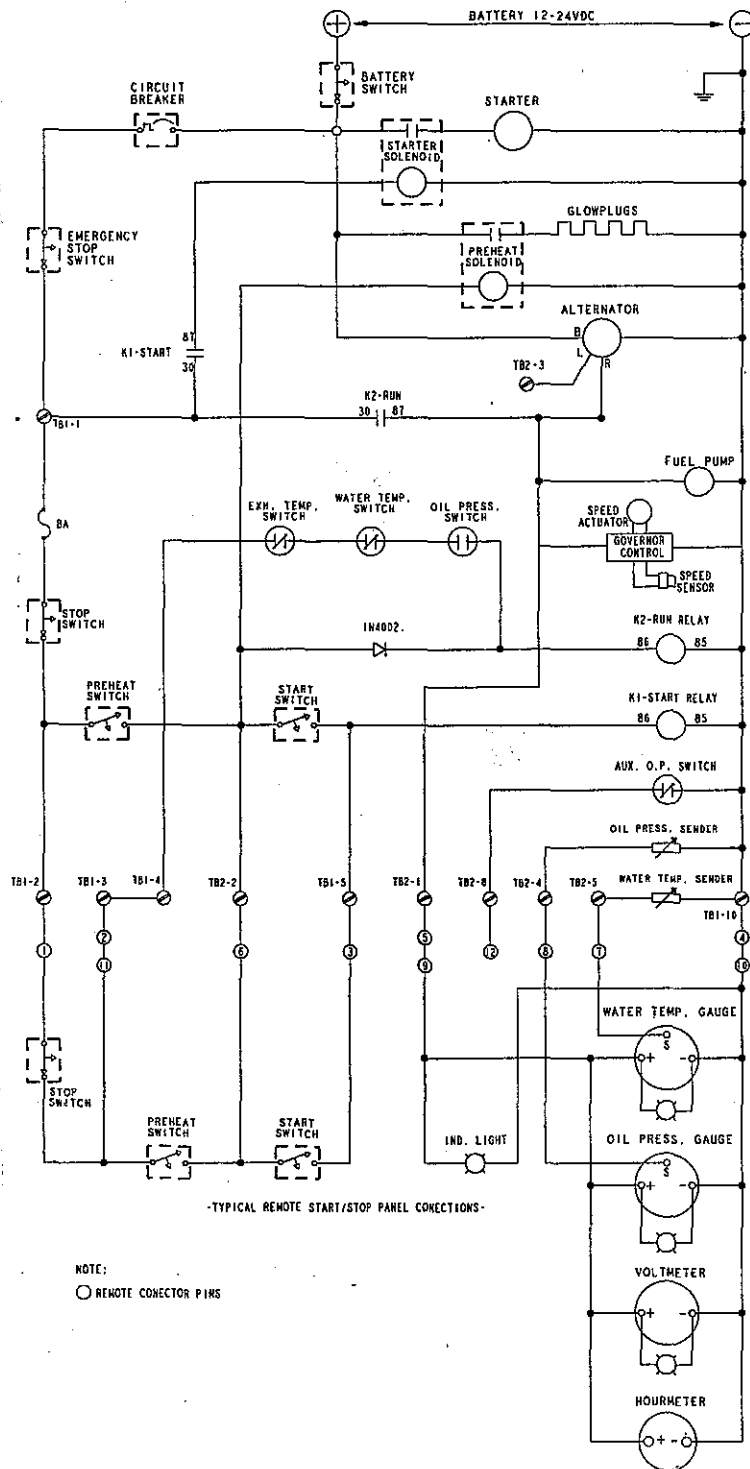 BATTERY 12-24VDC
+
-
BATTERY
SWITCH
CIRCUIT
BREAKER
STARTER
STARTER
SOLENOID
GLOWPLUGS
EMERGENCY
STOP
SWITCH
PREHEAT
SOLENOID
ALTERNATOR
B
L
R
TB2-3
87
K1-START
30
K2-RUN
30 87
TB1-1
FUEL PUMP
EXH. TEMP.
SWITCH
WATER TEMP.
SWITCH
OIL PRESS.
SWITCH
SPEED
ACTUATOR
GOVERNOR
CONTROL
SPEED
SENSOR
8A
STOP
SWITCH
1N4002.
K2-RUN RELAY
86 85
PREHEAT
SWITCH
START
SWITCH
K1-START RELAY
86 85
AUX. O.P. SWITCH
OIL PRESS. SENDER
WATER TEMP. SENDER
TB1-2
TB1-3
TB1-4
TB2-2
TB1-5
TB2-1
TB2-8
TB2-4
TB2-5
TB1-10
1
2
11
6
3
5
9
12
8
7
4
10
WATER TEMP. GAUGE
S
+ -
STOP
SWITCH
PREHEAT
SWITCH
START
SWITCH
IND. LIGHT
OIL PRESS. GAUGE
S
+ -
-TYPICAL REMOTE START/STOP PANEL CONECTIONS-
NOTE:
REMOTE CONECTOR PINS
VOLTMETER
+ -
HOURMETER
+ -